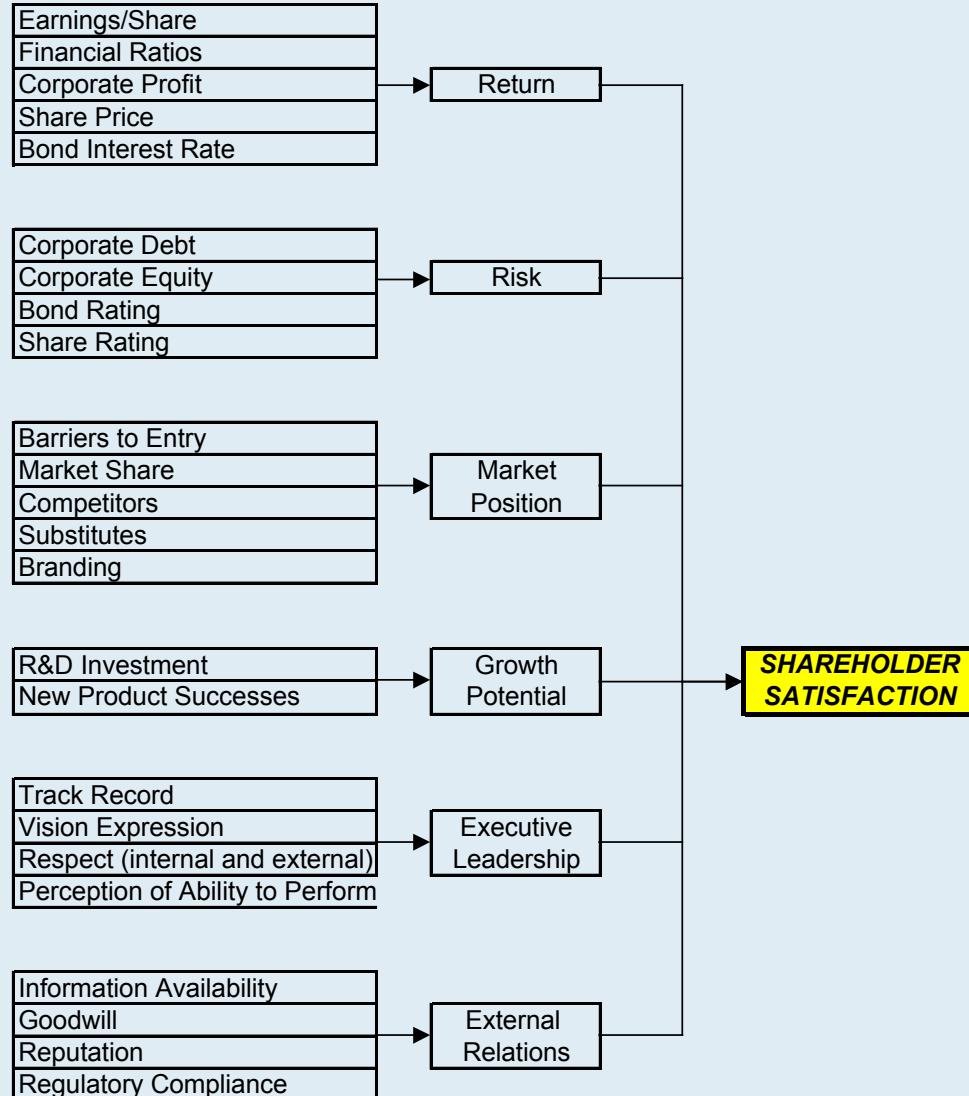 Earnings/Share
Financial Ratios
Corporate Profit
Share Price
Bond Interest Rate
Return
Corporate Debt
Corporate Equity
Bond Rating
Share Rating
Risk
Barriers to Entry
Market Share
Competitors
Substitutes
Branding
Market
Position
R&D Investment
New Product Successes
Growth
Potential
SHAREHOLDER
SATISFACTION
Track Record
Vision Expression
Respect (internal and external)
Perception of Ability to Perform
Executive
Leadership
Information Availability
Goodwill
Reputation
Regulatory Compliance
External
Relations